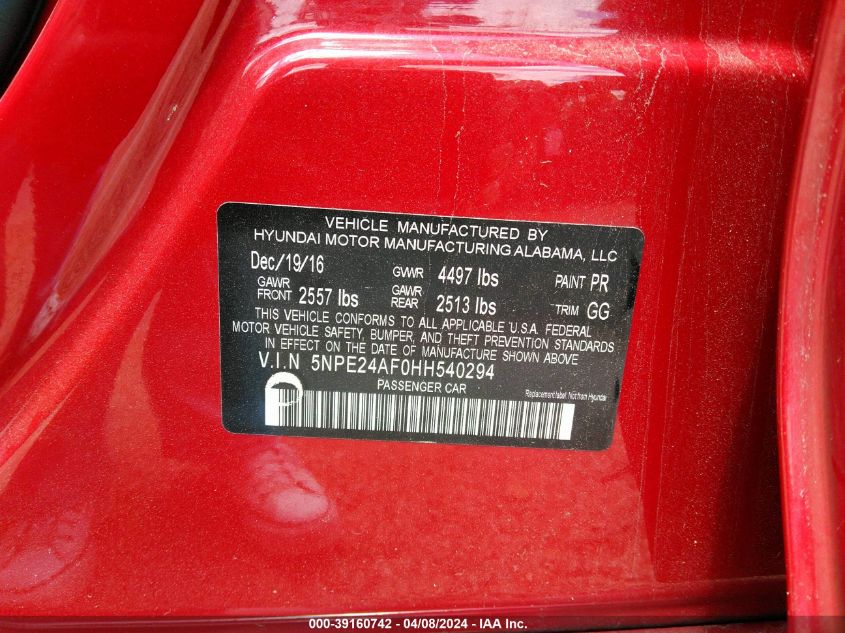 VEHICLE MANUFACTURED BY
HYUNDAI MOTOR MANUFACTURING ALABAMA, LLC
Dec/19/16 GVWR 4497 lbs PAINT PR
GAWR FRONT 2557 lbs GAWR REAR 2513 lbs TRIM GG
THIS VEHICLE CONFORMS TO ALL APPLICABLE U.S.A. FEDERAL
MOTOR VEHICLE SAFETY, BUMPER, AND THEFT PREVENTION STANDARDS
IN EFFECT ON THE DATE OF MANUFACTURE SHOWN ABOVE
V.I.N 5NPE24AF0HH540294
PASSENGER CAR
Replacement label. Not from Hyundai
000-39160742 - 04/08/2024 - IAA Inc.